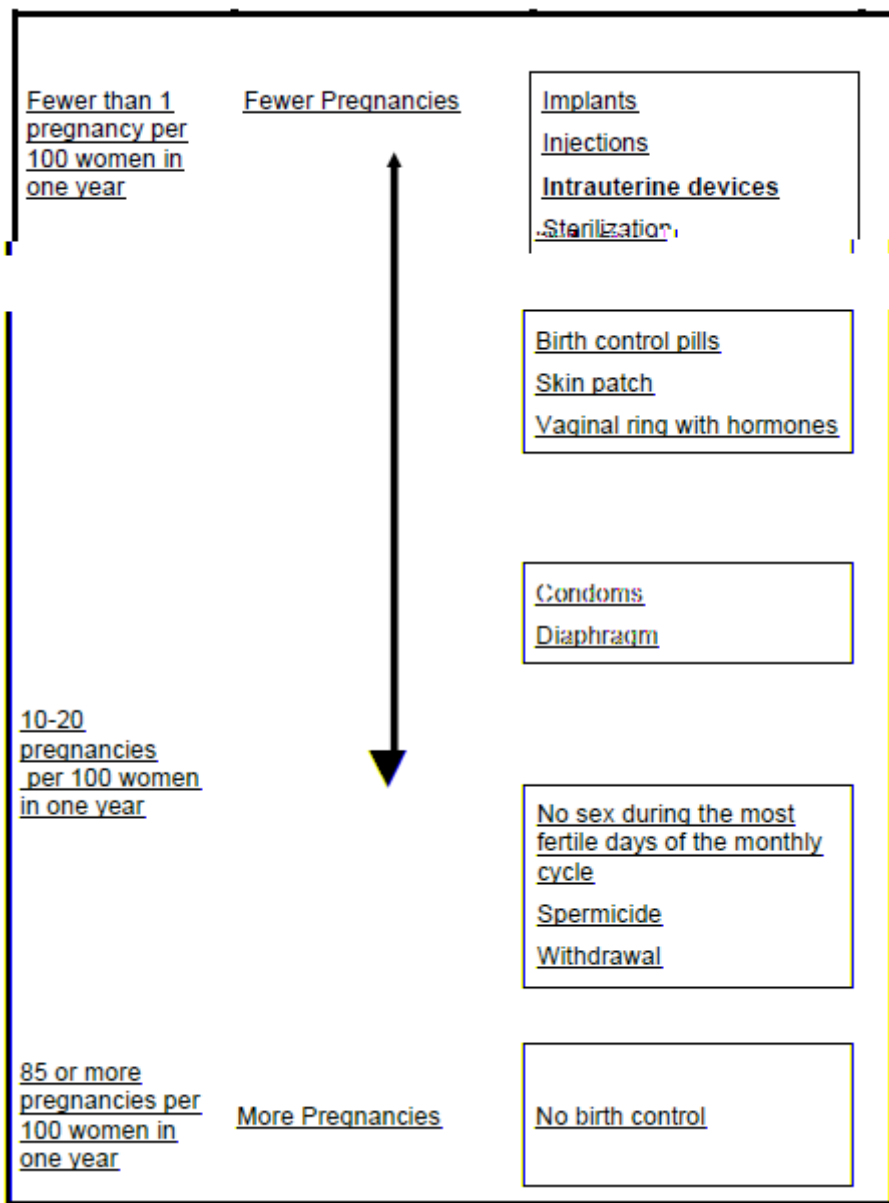 Fewer than 1
pregnancy per
100 women in
one year
Fewer Pregnancies
Implants
Injections
Intrauterine devices
Sterilization
Birth control pills
Skin patch
Vaginal ring with hormones
Condoms
Diaphragm
10-20
pregnancies
per 100 women
in one year
No sex during the most
fertile days of the monthly
cycle
Spermicide
Withdrawal
85 or more
pregnancies per
100 women in
one year
More Pregnancies
No birth control